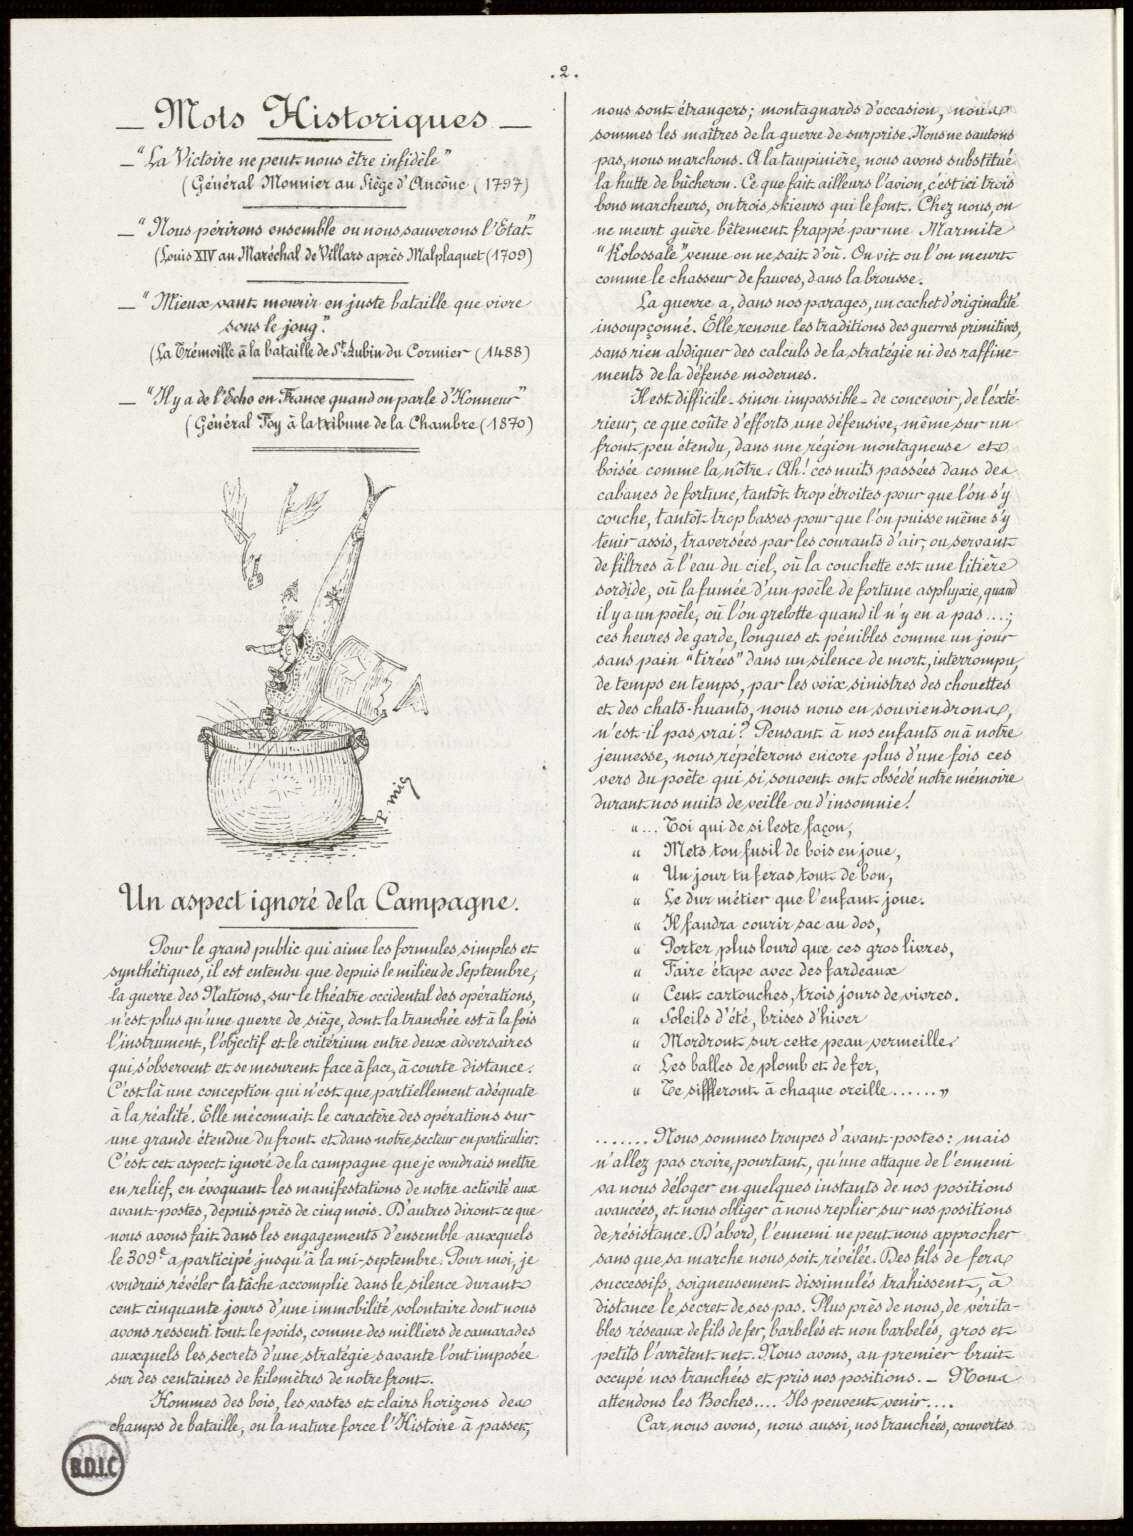 .2.
— Mots Historiques —
— "La Victoire ne peut nous être infidèle"
(Général Monnier au Siège d'Ancône (1797)
— "Nous périrons ensemble ou nous sauverons l'Etat"
(Louis XIV au Maréchal de Villars après Malplaquet (1709)
— "Mieux vaut mourir en juste bataille que vivre
sous le joug."
(La Trémoille à la bataille de St Aubin du Cormier (1488)
— "Il y a de l'Echo en France quand on parle d'Honneur"
(Général Foy à la tribune de la Chambre (1870)
P. mic
Un aspect ignoré de la Campagne.
Pour le grand public qui aime les formules simples et
synthétiques, il est entendu que depuis le milieu de Septembre,
la guerre des Nations, sur le théatre occidental des opérations,
n'est plus qu'une guerre de siège, dont la tranchée est à la fois
l'instrument, l'objectif et le critérium entre deux adversaires
qui s'observent et se mesurent face à face, à courte distance.
C'est là une conception qui n'est que partiellement adéquate
à la réalité. Elle méconnait le caractère des opérations sur
une grande étendue du front et dans notre secteur en particulier.
C'est cet aspect ignoré de la campagne que je voudrais mettre
en relief, en évoquant les manifestations de notre activité aux
avant-postes, depuis près de cinq mois. D'autres diront ce que
nous avons fait dans les engagements d'ensemble auxquels
le 309e a participé jusqu'à la mi-septembre. Pour moi, je
voudrais révéler la tâche accomplie dans le silence durant
cent cinquante jours d'une immobilité volontaire dont nous
avons ressenti tout le poids, comme des milliers de camarades
auxquels les secrets d'une stratégie savante l'ont imposée
sur des centaines de kilomètres de notre front.
Hommes des bois, les vastes et clairs horizons des
champs de bataille, ou la nature force l'Histoire à passer,
nous sont étrangers; montagnards d'occasion, nous
sommes les maîtres de la guerre de surprise. Nous ne sautons
pas, nous marchons. A la taupinière, nous avons substitué
la hutte de bûcheron. Ce que fait ailleurs l'avion, c'est ici trois
bons marcheurs, ou trois skieurs qui le font. Chez nous, on
ne meurt guère bêtement frappé par une Marmite
"Kolossale" venue on ne sait d'où. On vit ou l'on meurt
comme le chasseur de fauves, dans la brousse.
La guerre a, dans nos parages, un cachet d'originalité
insoupçonné. Elle renoue les traditions des guerres primitives,
sans rien abdiquer des calculs de la stratégie ni des raffine-
ments de la défense modernes.
Il est difficile - sinon impossible - de concevoir, de l'exté-
rieur, ce que coûte d'efforts une défensive, même sur un
front peu étendu, dans une région montagneuse et
boisée comme la nôtre. Ah! ces nuits passées dans des
cabanes de fortune, tantôt trop étroites pour que l'on s'y
couche, tantôt trop basses pour que l'on puisse même s'y
tenir assis, traversées par les courants d'air, ou servant
de filtres à l'eau du ciel, où la couchette est une litière
sordide, où la fumée d'un poële de fortune asphyxie, quand
il y a un poële, où l'on grelotte quand il n'y en a pas ...;
ces heures de garde, longues et pénibles comme un jour
sans pain "tirées" dans un silence de mort, interrompu,
de temps en temps, par les voix sinistres des chouettes
et des chats-huants, nous nous en souviendrons,
n'est-il pas vrai? Pensant à nos enfants ou à notre
jeunesse, nous répéterons encore plus d'une fois ces
vers du poète qui si souvent ont obsédé notre mémoire
durant nos nuits de veille ou d'insomnie!
"... Toi qui de si leste façon,
" Mets ton fusil de bois en joue,
" Un jour tu feras tout de bon,
" Le dur métier que l'enfant joue.
" Il faudra courir sac au dos,
" Porter plus lourd que ces gros livres,
" Faire étape avec des fardeaux
" Cent cartouches, trois jours de vivres.
" Soleils d'été, brises d'hiver
" Mordront sur cette peau vermeille.
" Les balles de plomb et de fer,
" Te siffleront à chaque oreille ......"
....... Nous sommes troupes d'avant-postes: mais
n'allez pas croire, pourtant, qu'une attaque de l'ennemi
va nous déloger en quelques instants de nos positions
avancées, et nous obliger à nous replier sur nos positions
de résistance. D'abord, l'ennemi ne peut nous approcher
sans que sa marche nous soit révélée. Des fils de fer
successifs, soigneusement dissimulés trahissent, à
distance le secret de ses pas. Plus près de nous, de vérita-
bles réseaux de fils de fer, barbelés et non barbelés, gros et
petits l'arrêtent net. Nous avons, au premier bruit
occupé nos tranchées et pris nos positions. — Nous
attendons les Boches.... Ils peuvent venir....
Car nous avons, nous aussi, nos tranchées, couvertes
B.D.I.C